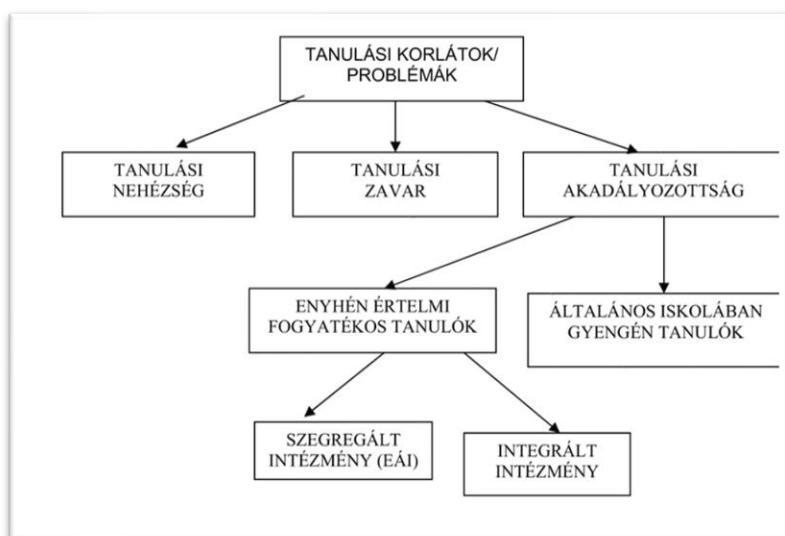 TANULÁSI KORLÁTOK/
PROBLÉMÁK
TANULÁSI
NEHÉZSÉG
TANULÁSI
ZAVAR
TANULÁSI
AKADÁLYOZOTTSÁG
ENYHÉN ÉRTELMI
FOGYATÉKOS TANULÓK
ÁLTALÁNOS ISKOLÁBAN
GYENGÉN TANULÓK
SZEGREGÁLT
INTÉZMÉNY (EÁI)
INTEGRÁLT
INTÉZMÉNY